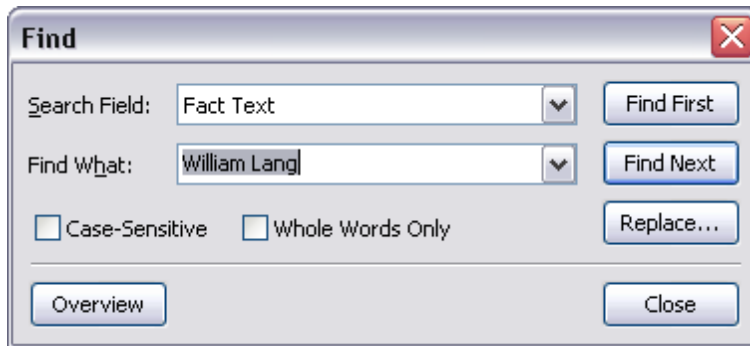 Find
Search Field: Fact Text Find First
Find What: William Lang Find Next
Case-Sensitive Whole Words Only Replace...
Overview Close